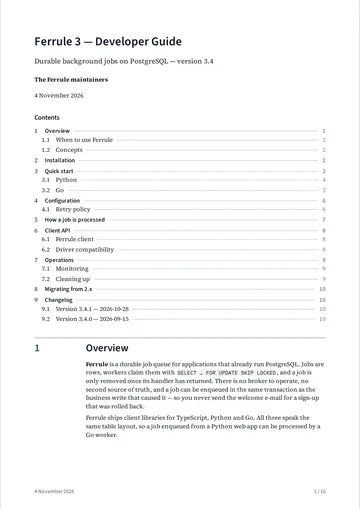 Ferrule 3 — Developer Guide
Durable background jobs on PostgreSQL — version 3.4
The Ferrule maintainers
4 November 2026
Contents
1 Overview 1
1.1 When to use Ferrule 2
1.2 Concepts 2
2 Installation 2
3 Quick start 3
3.1 Python 4
3.2 Go 5
4 Configuration 6
4.1 Retry policy 6
5 How a job is processed 7
6 Client API 8
6.1 Ferrule client 8
6.2 Driver compatibility 8
7 Operations 9
7.1 Monitoring 9
7.2 Cleaning up 9
8 Migrating from 2.x 10
9 Changelog 10
9.1 Version 3.4.1 — 2026-10-28 10
9.2 Version 3.4.0 — 2026-09-15 10
1 Overview
Ferrule is a durable job queue for applications that already run PostgreSQL. Jobs are
rows, workers claim them with SELECT … FOR UPDATE SKIP LOCKED, and a job is
only removed once its handler has returned. There is no broker to operate, no
second source of truth, and a job can be enqueued in the same transaction as the
business write that caused it — so you never send the welcome e-mail for a sign-up
that was rolled back.
Ferrule ships client libraries for TypeScript, Python and Go. All three speak the
same table layout, so a job enqueued from a Python web app can be processed by a
Go worker.
4 November 2026
1 / 10